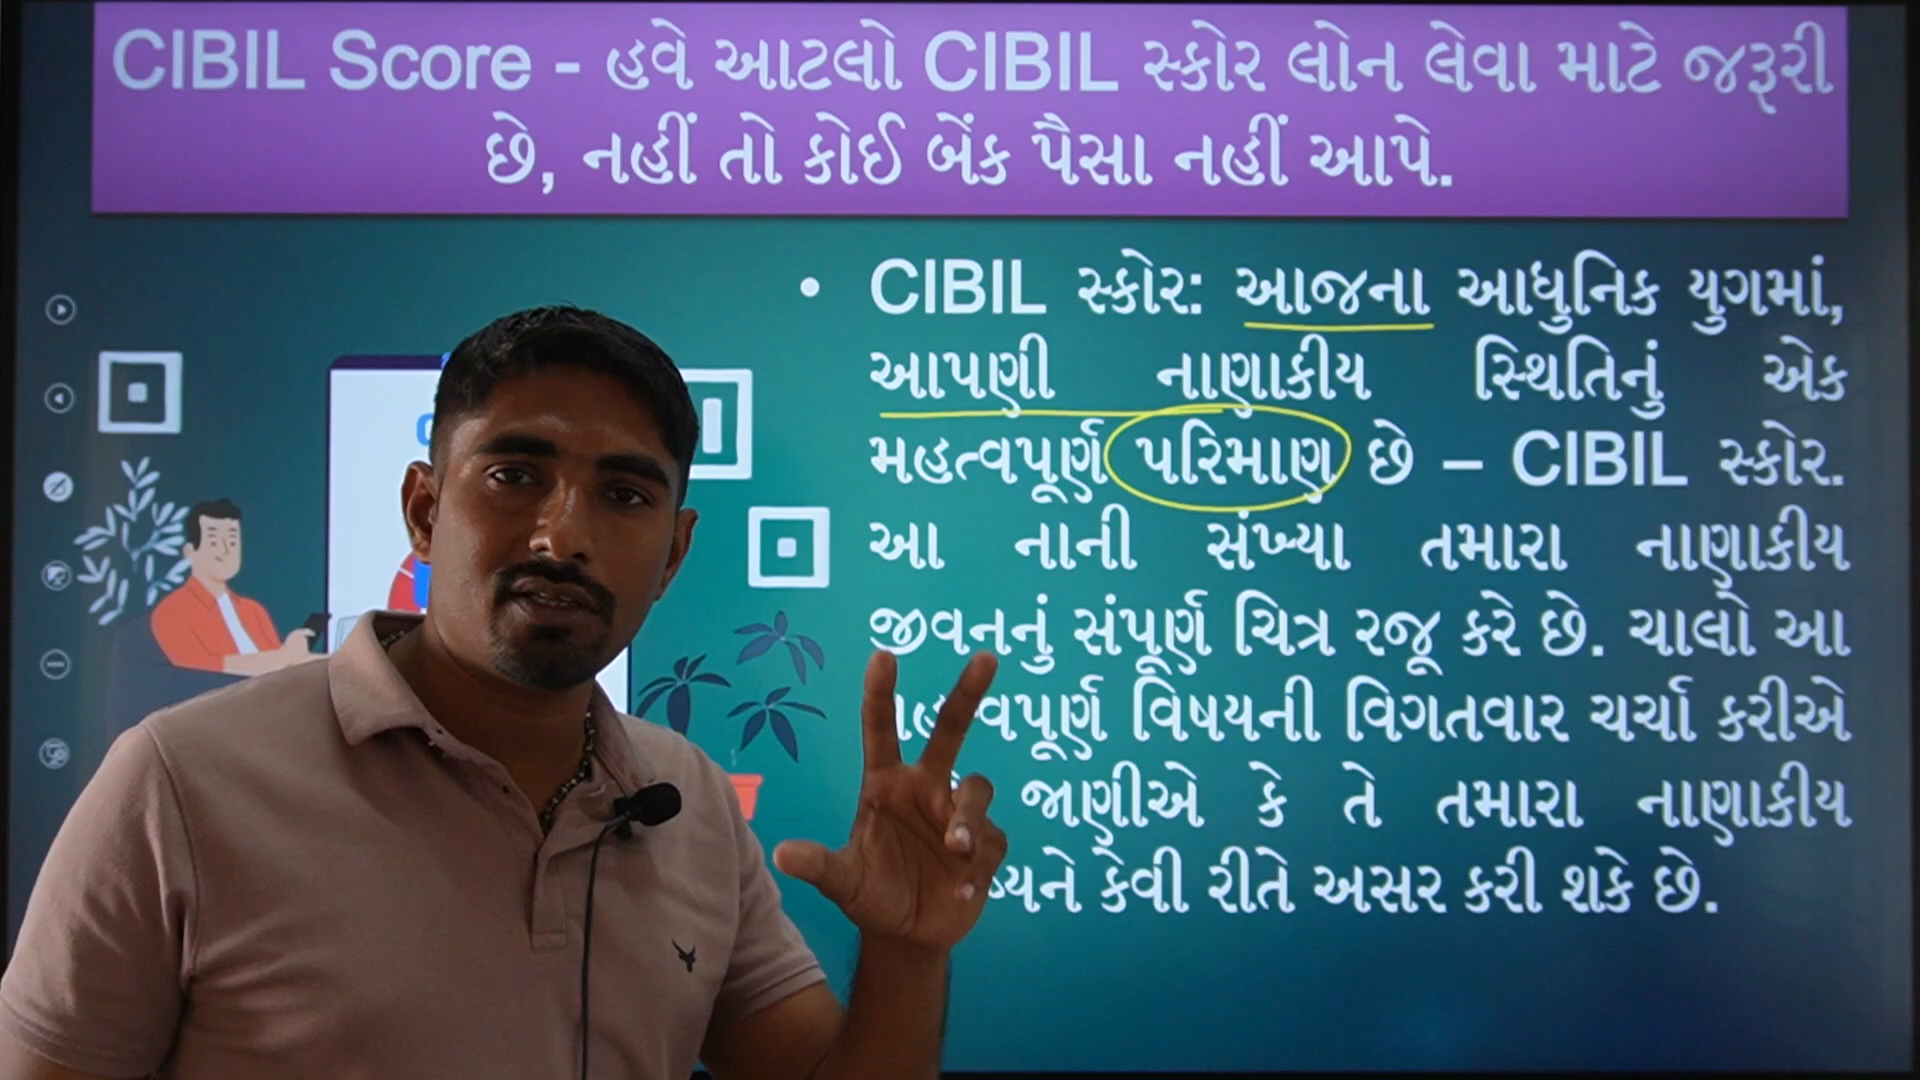 CIBIL Score - હવે આટલો CIBIL સ્કોર લોન લેવા માટે જરૂરી
છે, નહીં તો કોઈ બેંક પૈસા નહીં આપે.
• CIBIL સ્કોર: આજના આધુનિક યુગમાં,
આપણી નાણાકીય સ્થિતિનું એક
મહત્વપૂર્ણ પરિમાણ છે – CIBIL સ્કોર.
આ નાની સંખ્યા તમારા નાણાકીય
જીવનનું સંપૂર્ણ ચિત્ર રજૂ કરે છે. ચાલો આ
વિષયની વિગતવાર ચર્ચા કરીએ
જાણીએ કે તે તમારા નાણાકીય
કેવી રીતે અસર કરી શકે છે.